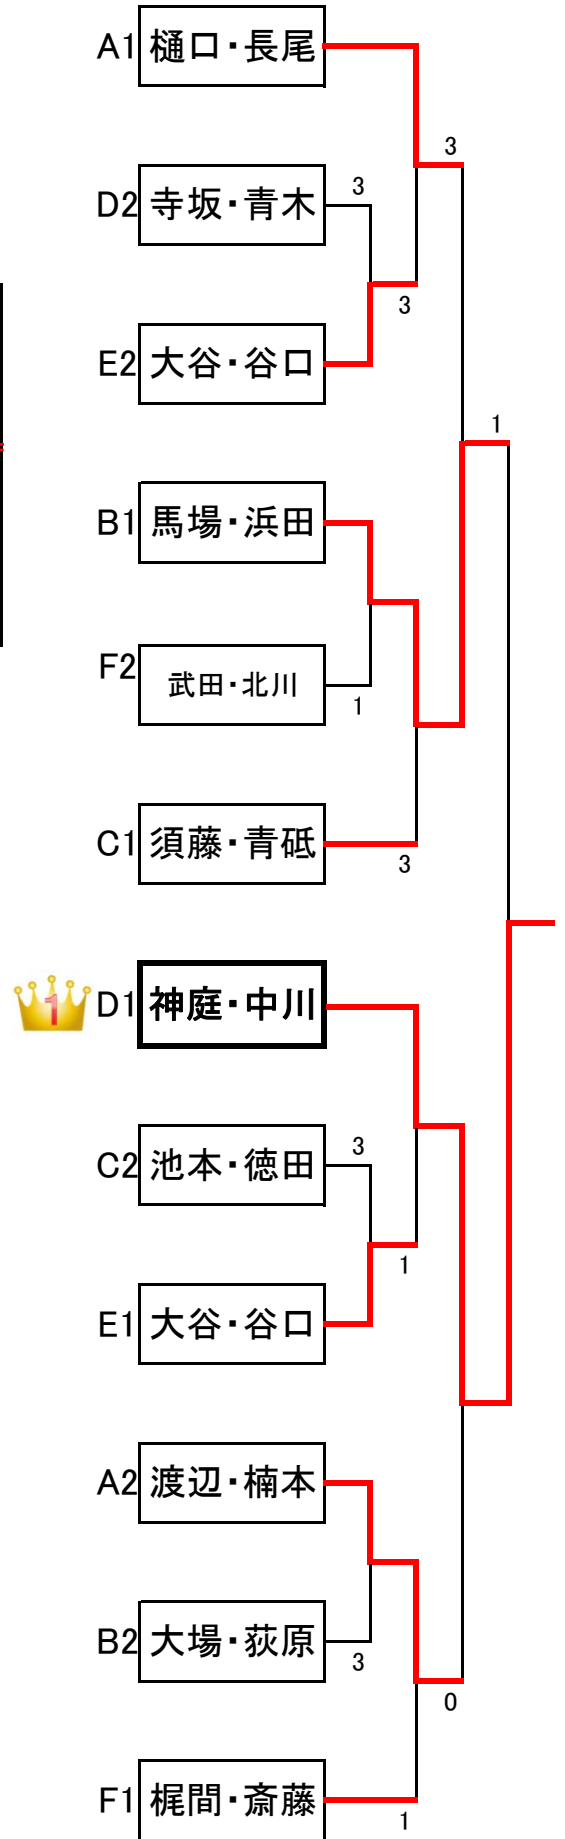 A1 樋口・長尾
3
D2 寺坂・青木 3
3
E2 大谷・谷口
1
B1 馬場・浜田
F2 武田・北川 1
C1 須藤・青砥 3
1 D1 神庭・中川
C2 池本・徳田 3
1
E1 大谷・谷口
A2 渡辺・楠本
B2 大場・荻原 3
0
F1 梶間・斎藤 1